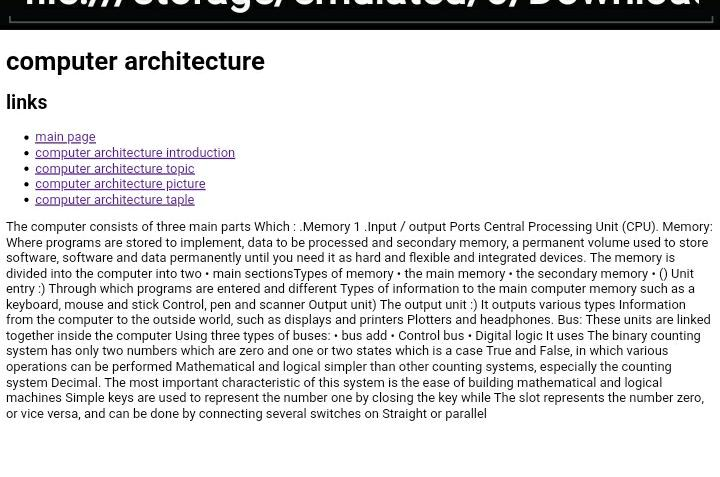 computer architecture
links
• main page
• computer architecture introduction
• computer architecture topic
• computer architecture picture
• computer architecture taple
The computer consists of three main parts Which : .Memory 1 .Input / output Ports Central Processing Unit (CPU). Memory:
Where programs are stored to implement, data to be processed and secondary memory, a permanent volume used to store
software, software and data permanently until you need it as hard and flexible and integrated devices. The memory is
divided into the computer into two • main sectionsTypes of memory • the main memory • the secondary memory • () Unit
entry :) Through which programs are entered and different Types of information to the main computer memory such as a
keyboard, mouse and stick Control, pen and scanner Output unit) The output unit :) It outputs various types Information
from the computer to the outside world, such as displays and printers Plotters and headphones. Bus: These units are linked
together inside the computer Using three types of buses: • bus add • Control bus • Digital logic It uses The binary counting
system has only two numbers which are zero and one or two states which is a case True and False, in which various
operations can be performed Mathematical and logical simpler than other counting systems, especially the counting
system Decimal. The most important characteristic of this system is the ease of building mathematical and logical
machines Simple keys are used to represent the number one by closing the key while The slot represents the number zero,
or vice versa, and can be done by connecting several switches on Straight or parallel